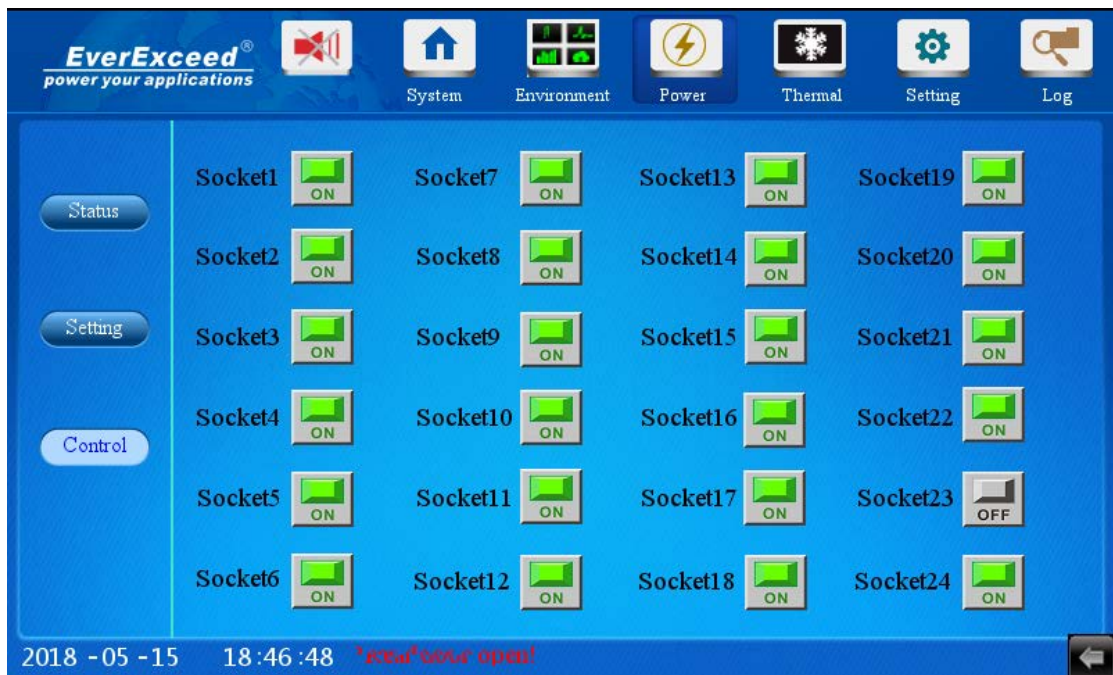 EverExceed®
power your applications
System
Environment
Power
Thermal
Setting
Log
Status
Setting
Control
Socket1 ON Socket7 ON Socket13 ON Socket19 ON
Socket2 ON Socket8 ON Socket14 ON Socket20 ON
Socket3 ON Socket9 ON Socket15 ON Socket21 ON
Socket4 ON Socket10 ON Socket16 ON Socket22 ON
Socket5 ON Socket11 ON Socket17 ON Socket23 OFF
Socket6 ON Socket12 ON Socket18 ON Socket24 ON
2018 -05 -15 18:46:48 open!